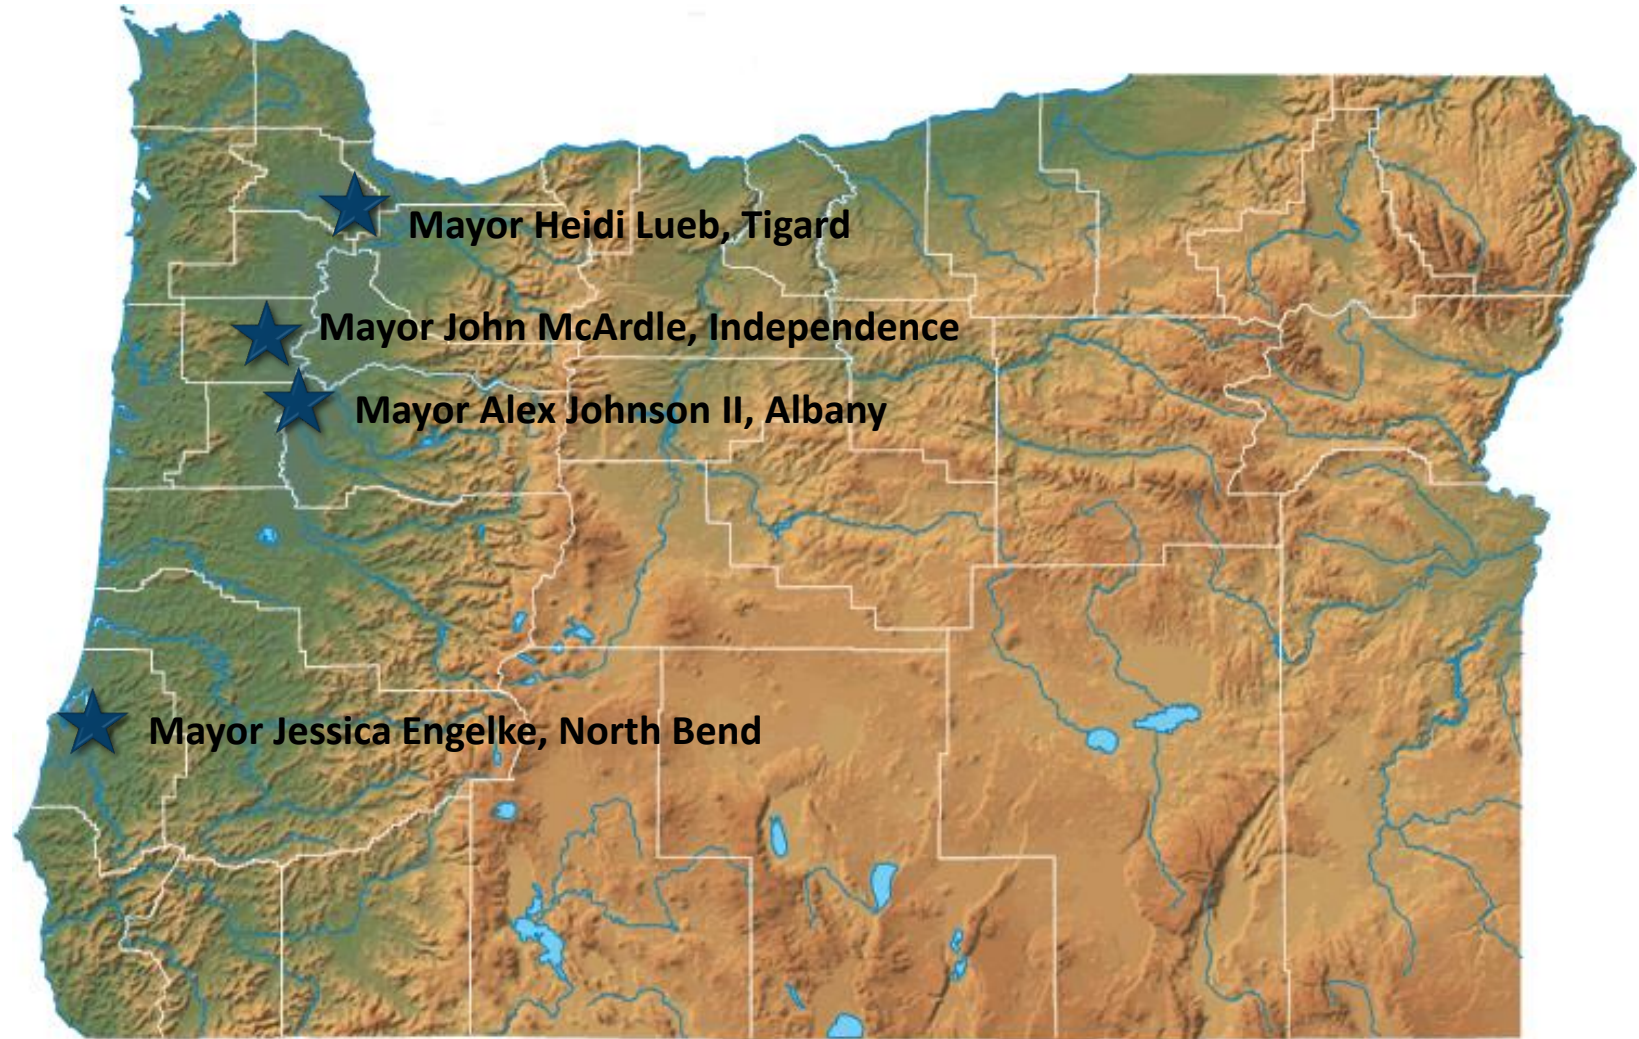 Mayor Heidi Lueb, Tigard
Mayor John McArdle, Independence
Mayor Alex Johnson II, Albany
Mayor Jessica Engelke, North Bend